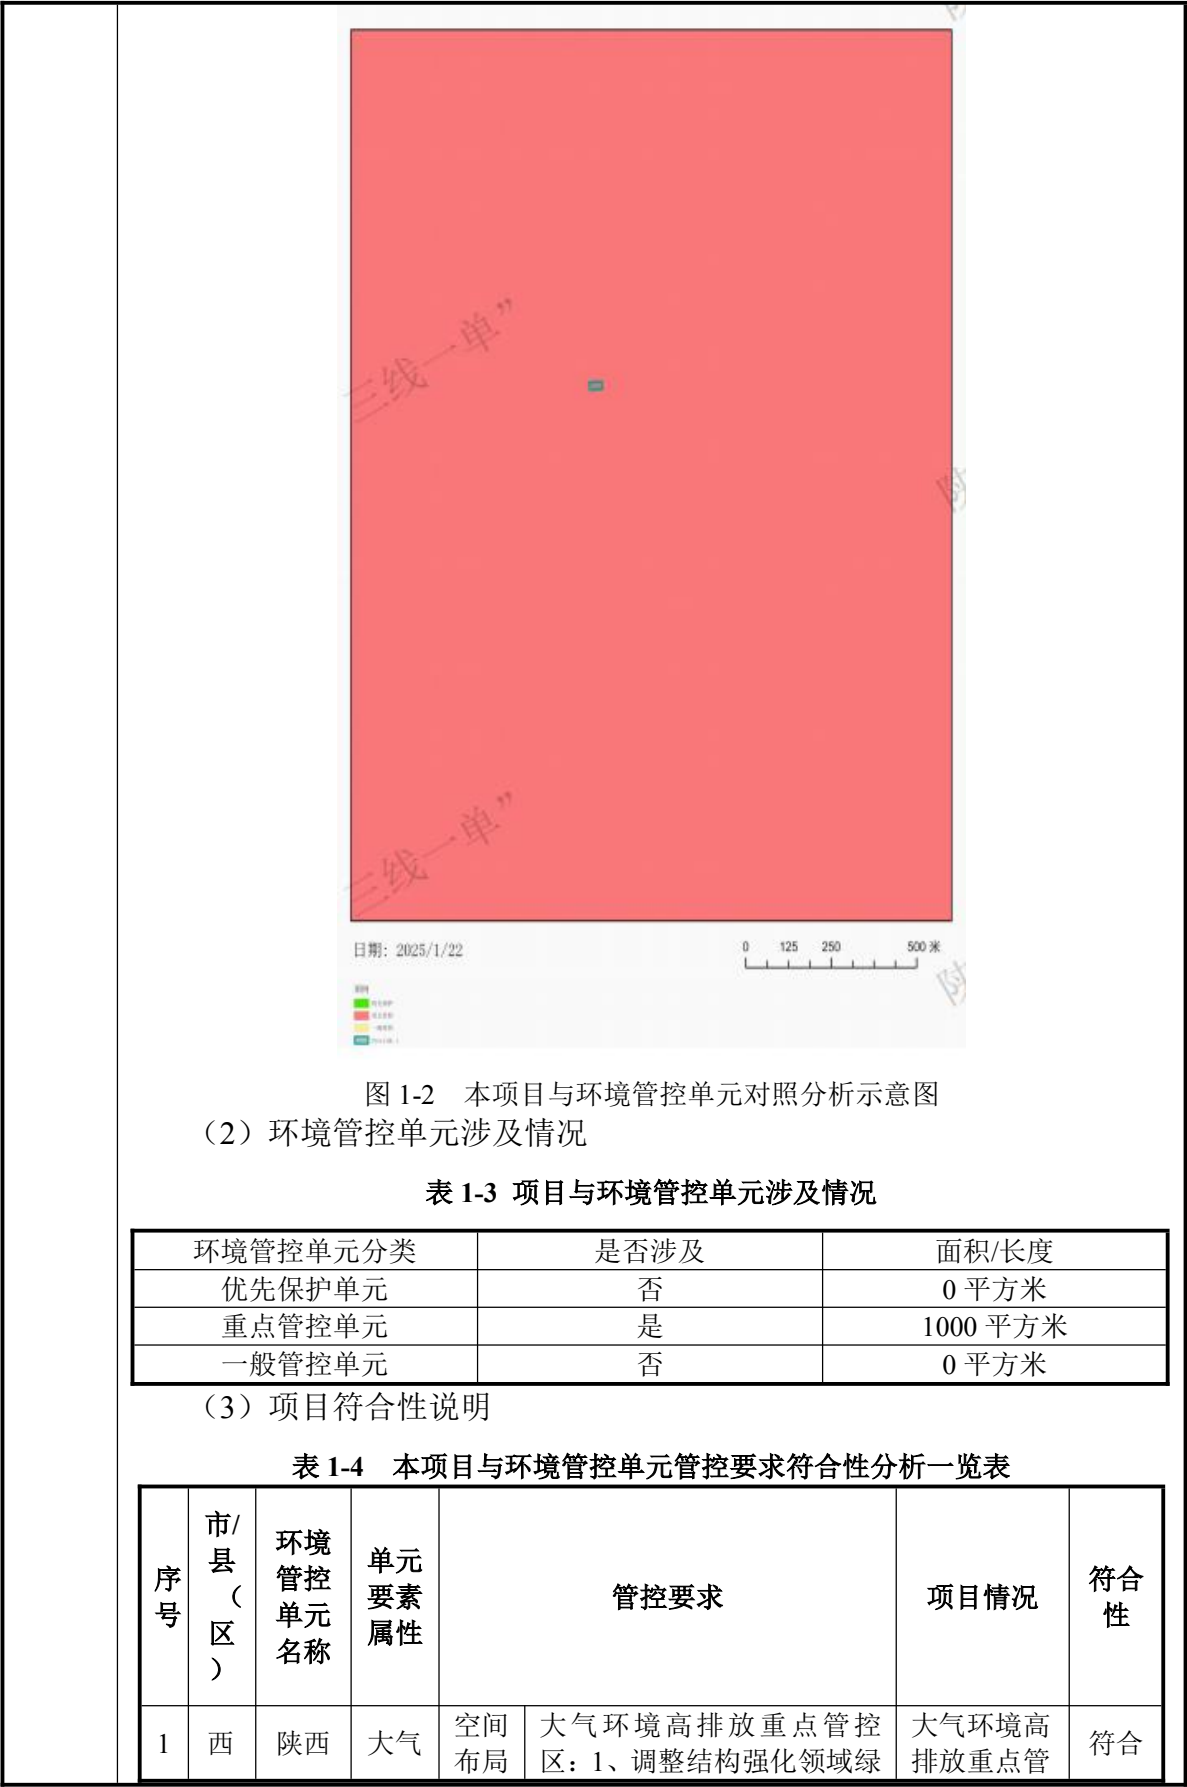 三线一单”
陕
三线一单”
日期: 2025/1/22
0 125 250 500 米
陕
图 1-2 本项目与环境管控单元对照分析示意图
（2）环境管控单元涉及情况
表 1-3 项目与环境管控单元涉及情况
环境管控单元分类 是否涉及 面积/长度
优先保护单元 否 0 平方米
重点管控单元 是 1000 平方米
一般管控单元 否 0 平方米
（3）项目符合性说明
表 1-4 本项目与环境管控单元管控要求符合性分析一览表
序号 市/县（区） 环境管控单元名称 单元要素属性 管控要求 项目情况 符合性
1 西 陕西 大气 空间布局 大气环境高排放重点管控区：1、调整结构强化领域绿 大气环境高排放重点管 符合